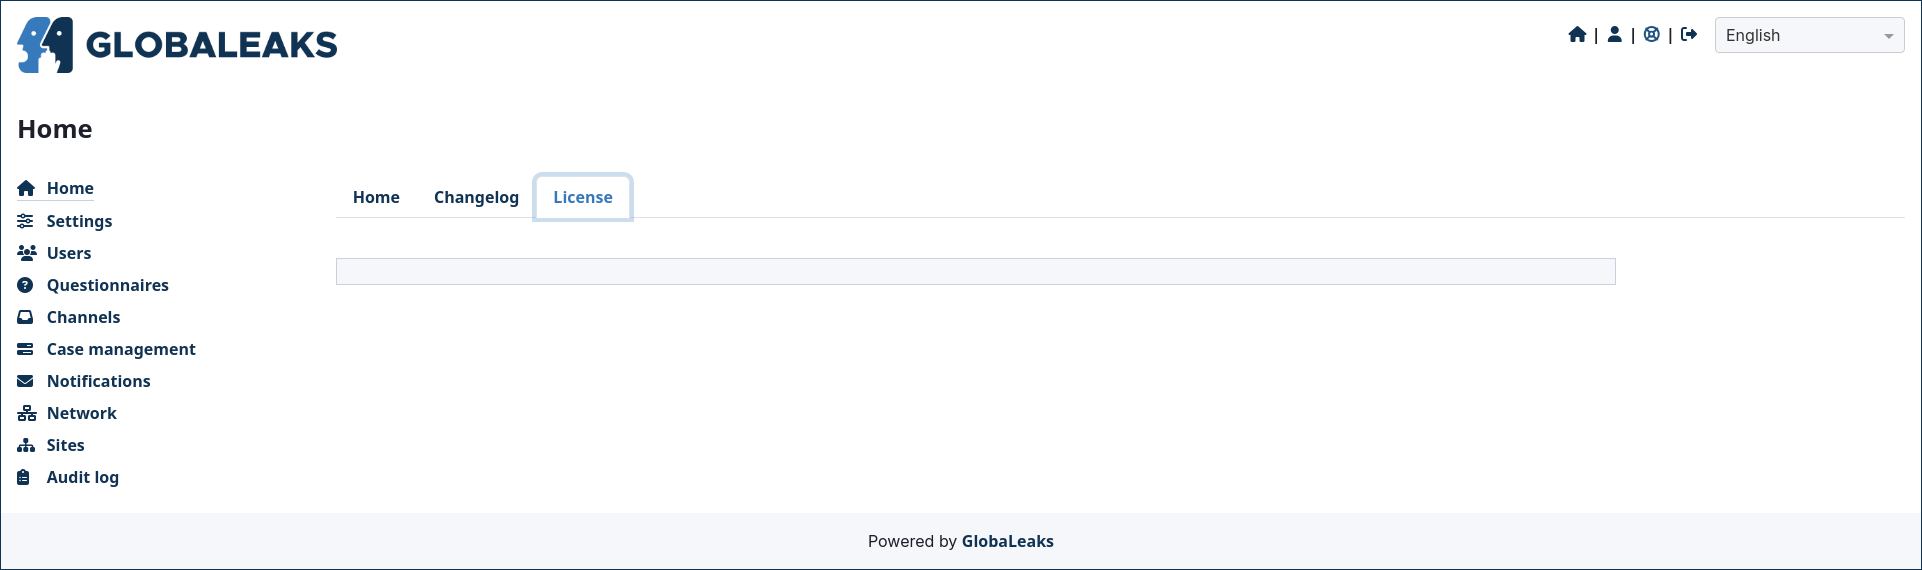 GLOBALEAKS
| | |
English
Home
Home
Settings
Users
Questionnaires
Channels
Case management
Notifications
Network
Sites
Audit log
Home Changelog License
Powered by GlobaLeaks